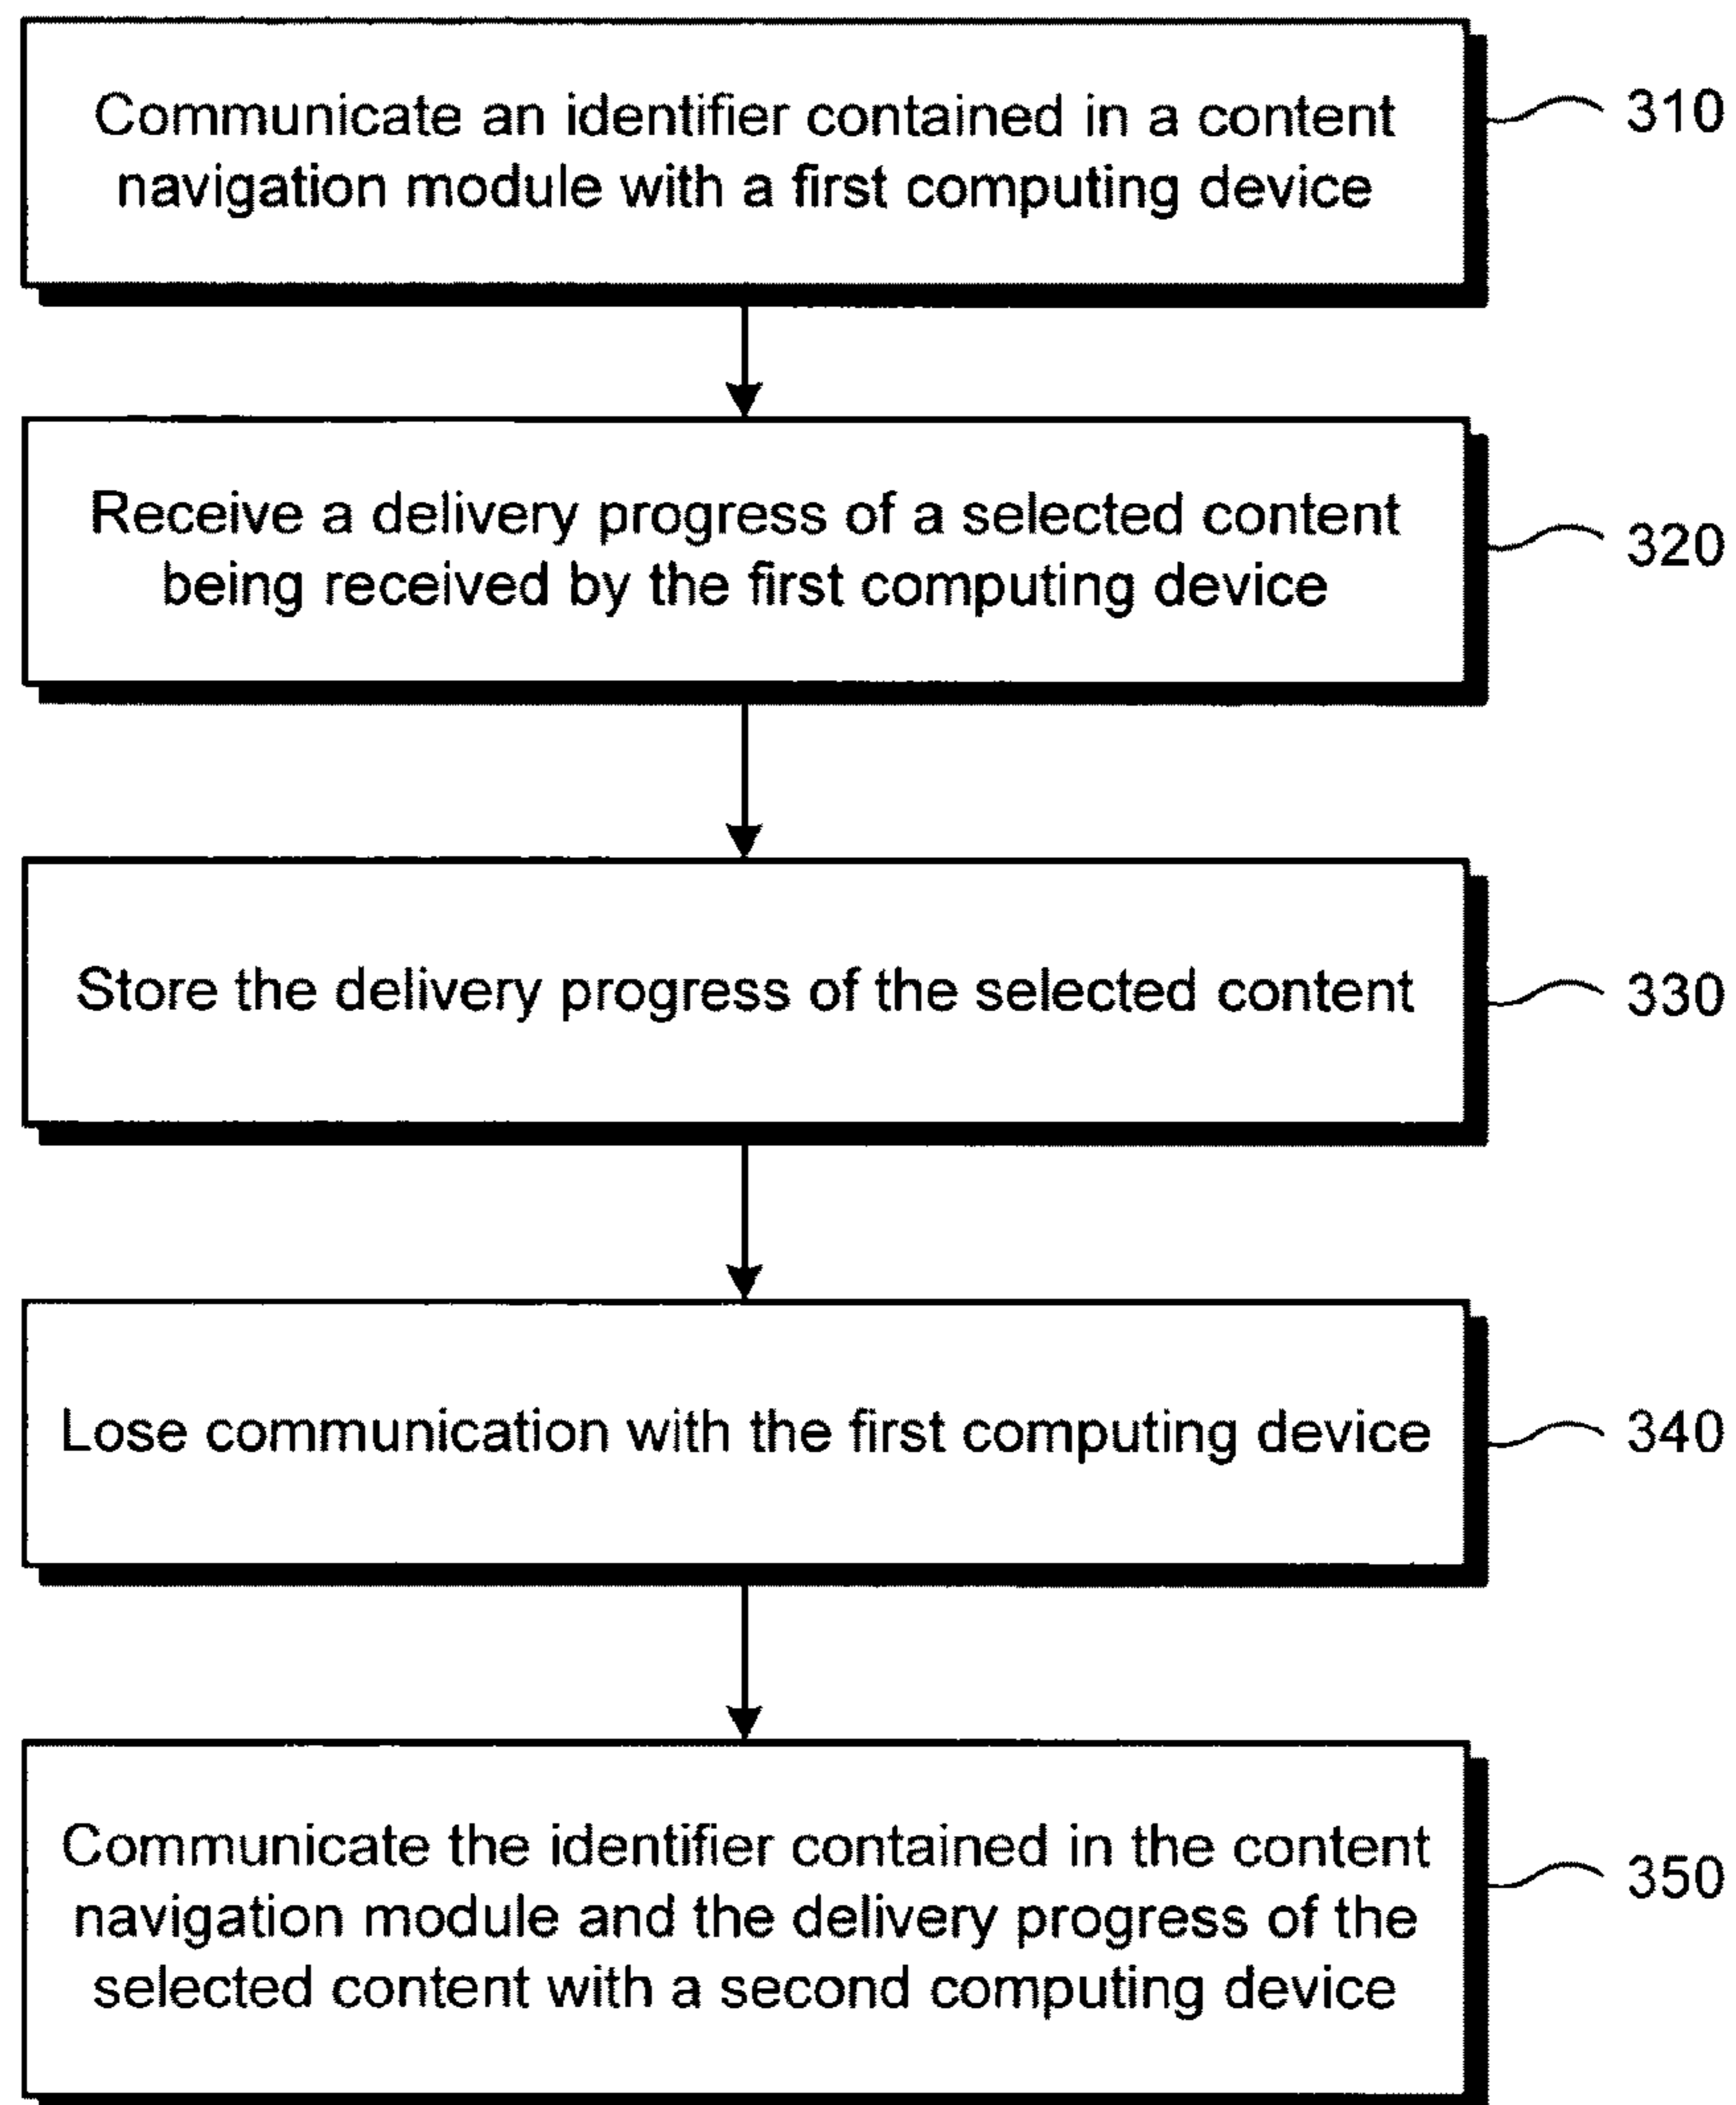 Communicate an identifier contained in a content
navigation module with a first computing device
310
Receive a delivery progress of a selected content
being received by the first computing device
320
Store the delivery progress of the selected content
330
Lose communication with the first computing device
340
Communicate the identifier contained in the content
navigation module and the delivery progress of the
selected content with a second computing device
350